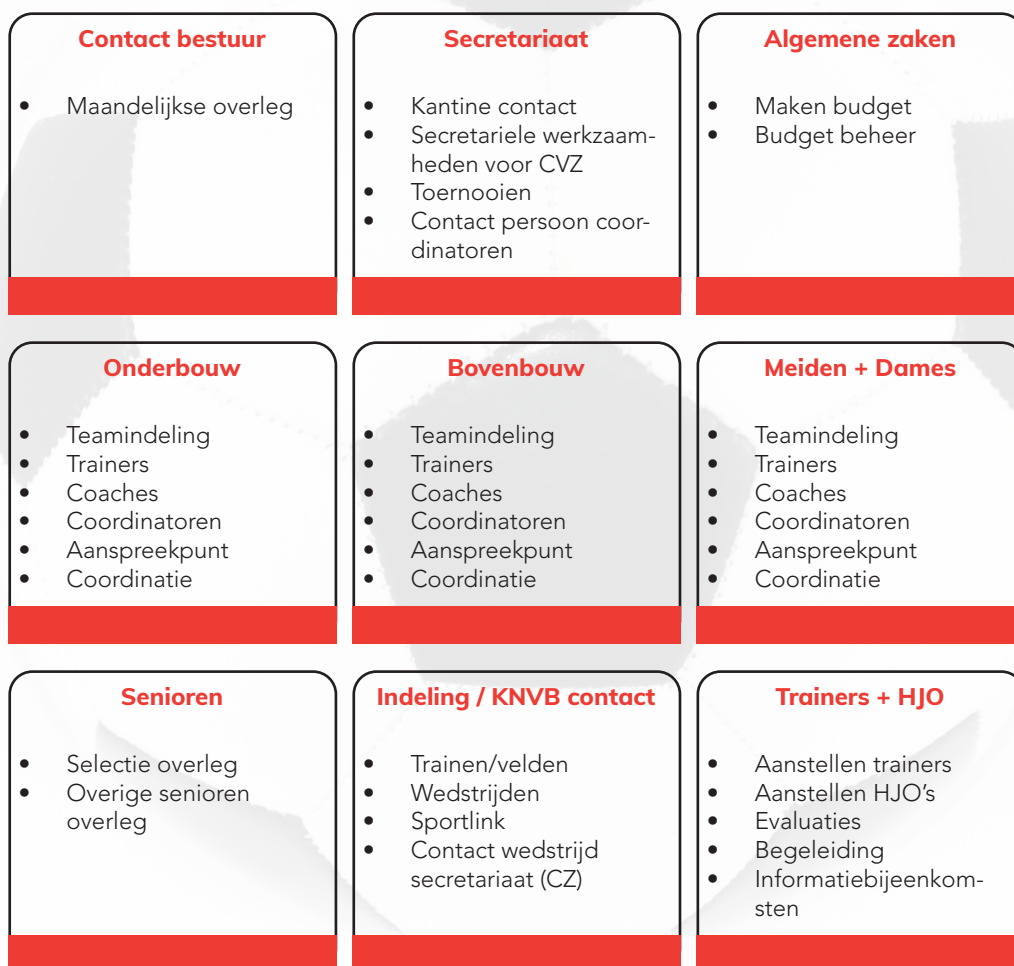 Contact bestuur
• Maandelijkse overleg
Secretariaat
• Kantine contact
• Secretariele werkzaam-
heden voor CVZ
• Toernooien
• Contact persoon coor-
dinatoren
Algemene zaken
• Maken budget
• Budget beheer
Onderbouw
• Teamindeling
• Trainers
• Coaches
• Coordinatoren
• Aanspreekpunt
• Coordinatie
Bovenbouw
• Teamindeling
• Trainers
• Coaches
• Coordinatoren
• Aanspreekpunt
• Coordinatie
Meiden + Dames
• Teamindeling
• Trainers
• Coaches
• Coordinatoren
• Aanspreekpunt
• Coordinatie
Senioren
• Selectie overleg
• Overige senioren
overleg
Indeling / KNVB contact
• Trainen/velden
• Wedstrijden
• Sportlink
• Contact wedstrijd
secretariaat (CZ)
Trainers + HJO
• Aanstellen trainers
• Aanstellen HJO’s
• Evaluaties
• Begeleiding
• Informatiebijeenkom-
sten